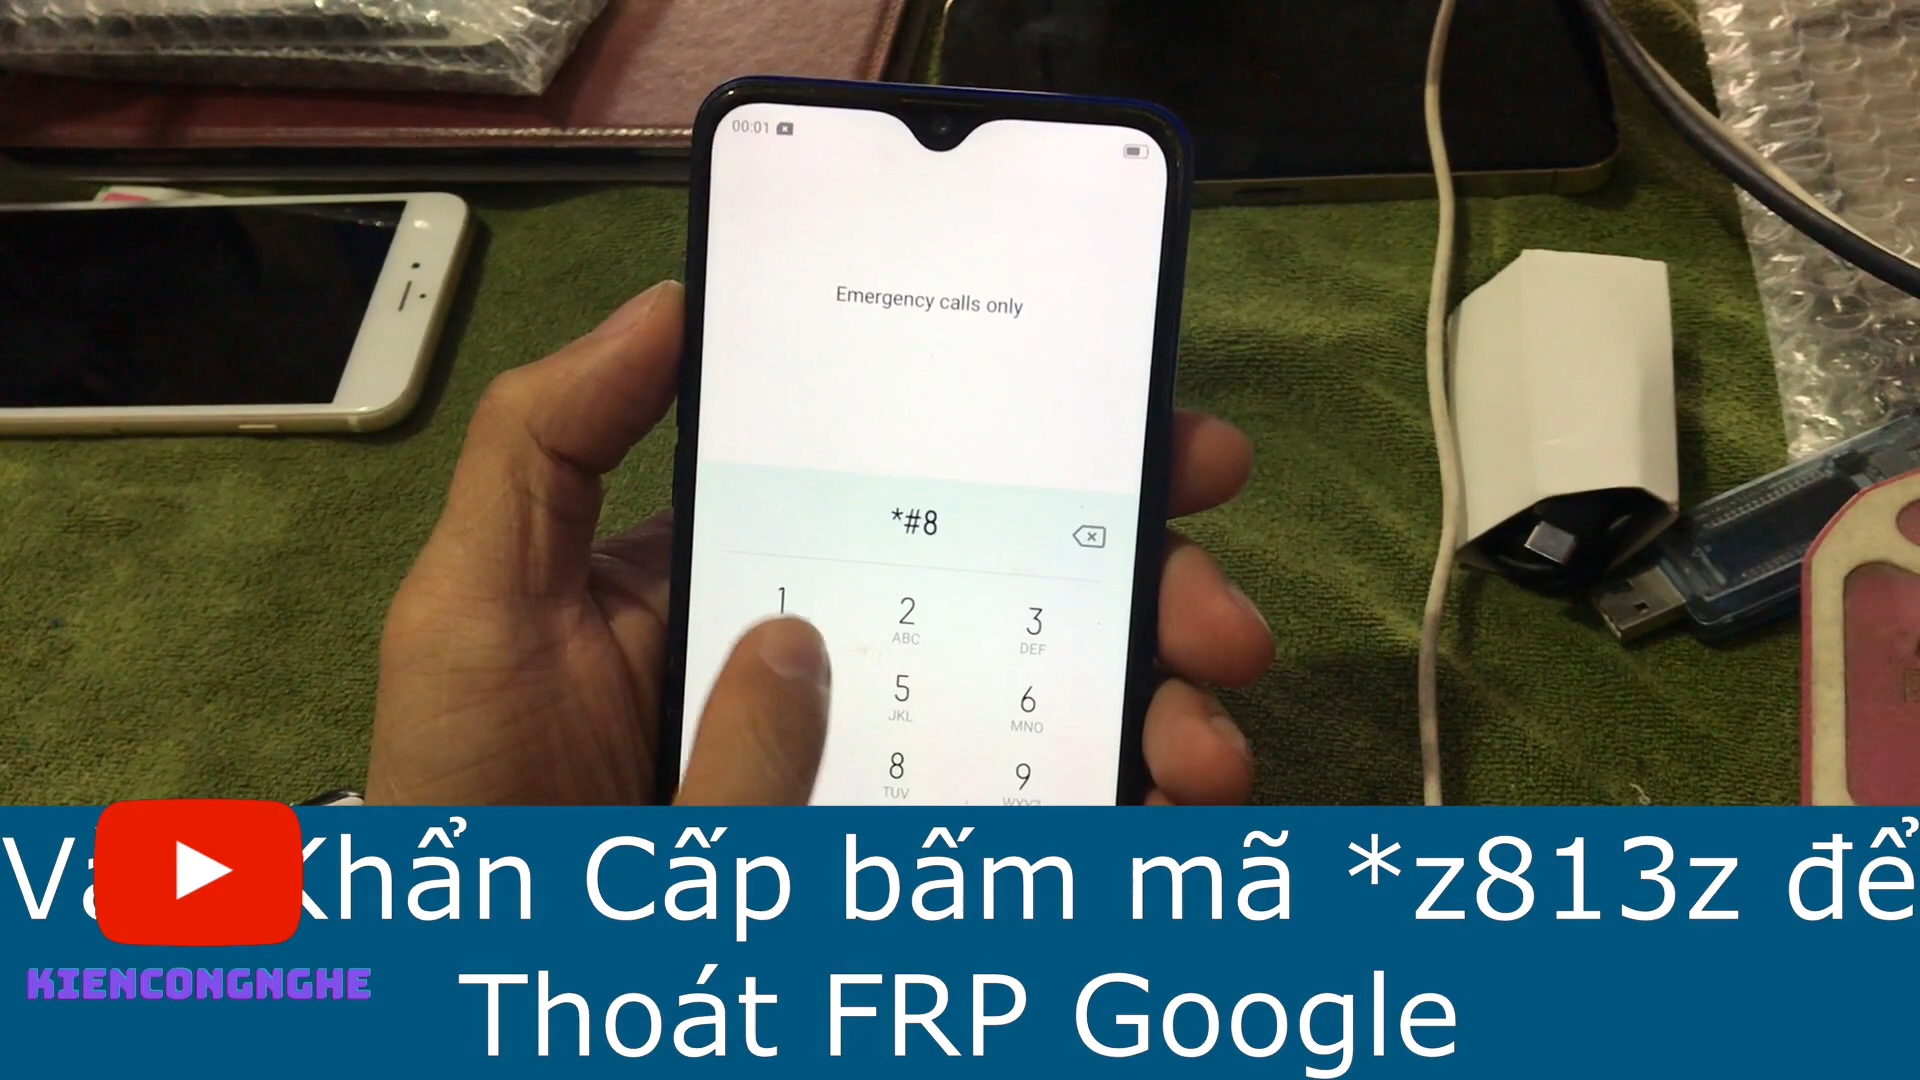 00:01
Emergency calls only
*#8
1
2
ABC
3
DEF
5
JKL
6
MNO
8
TUV
9
WXYZ
Khẩn Cấp bấm mã *z813z để
KIENCONGNGHE
Thoát FRP Google